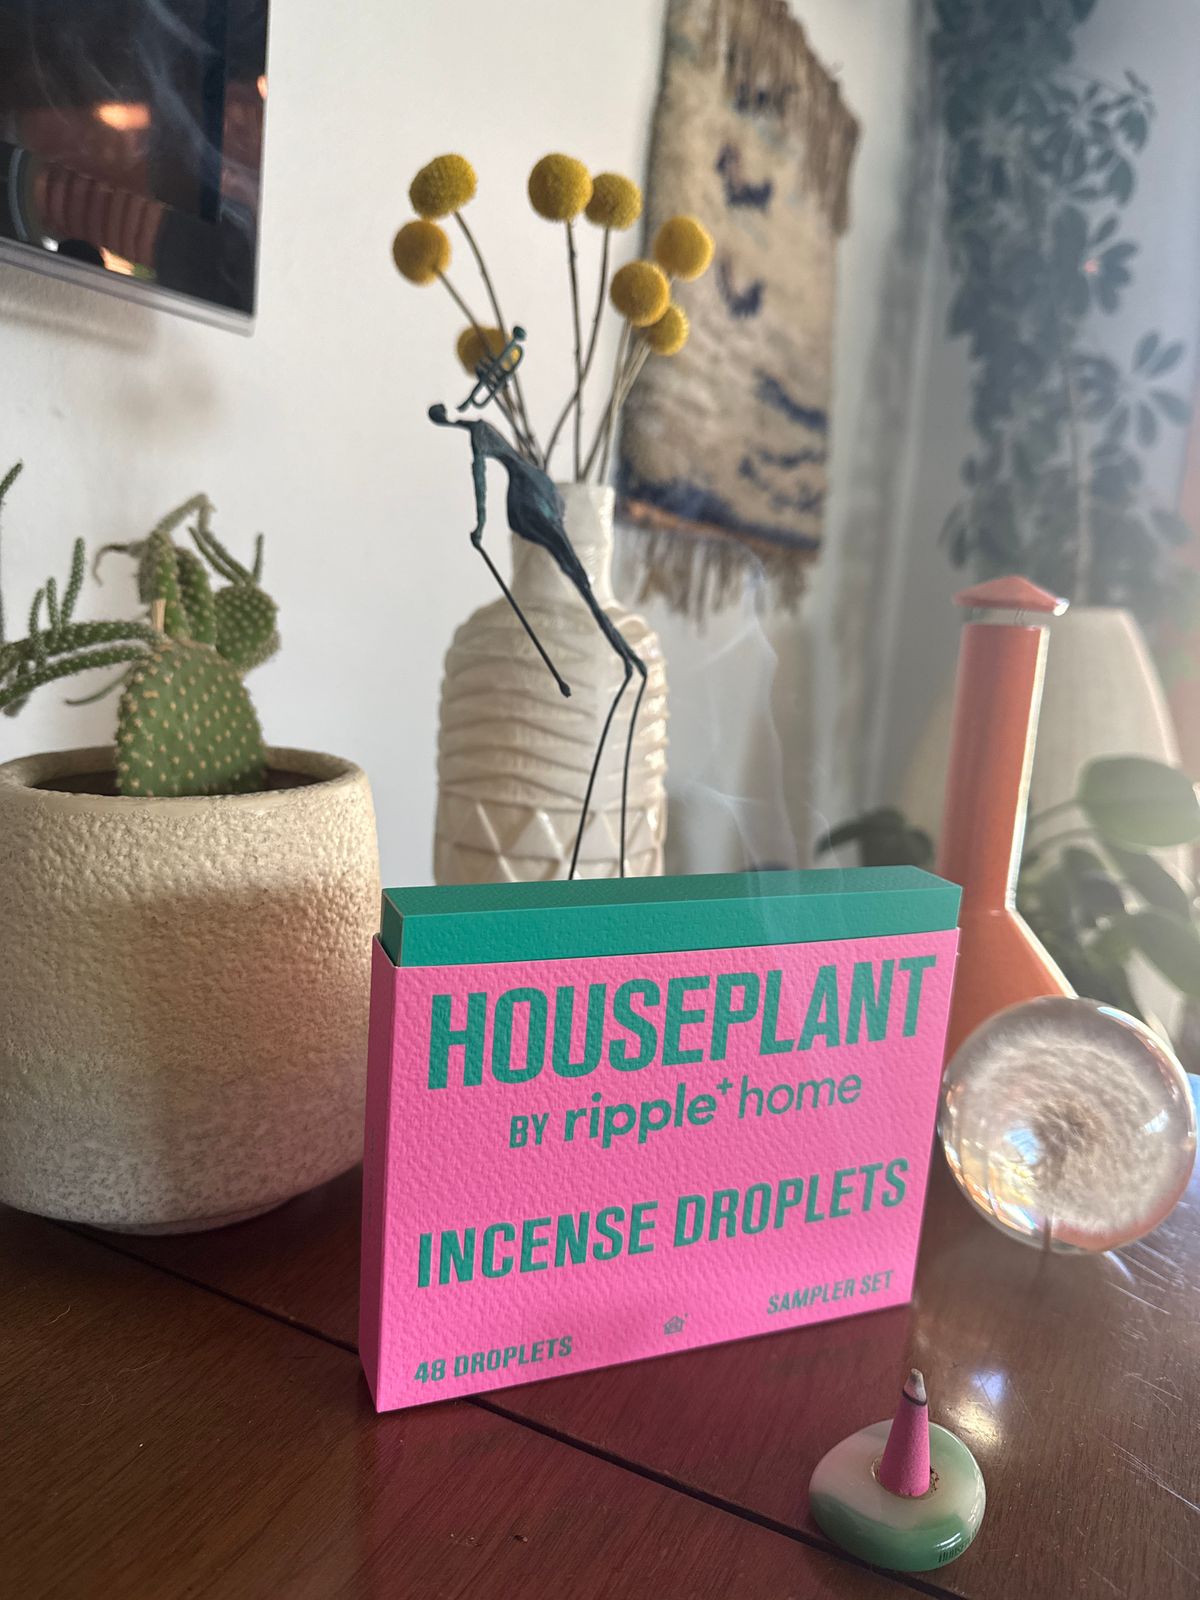 HOUSEPLANT
BY ripple+home
INCENSE DROPLETS
48 DROPLETS
SAMPLER SET